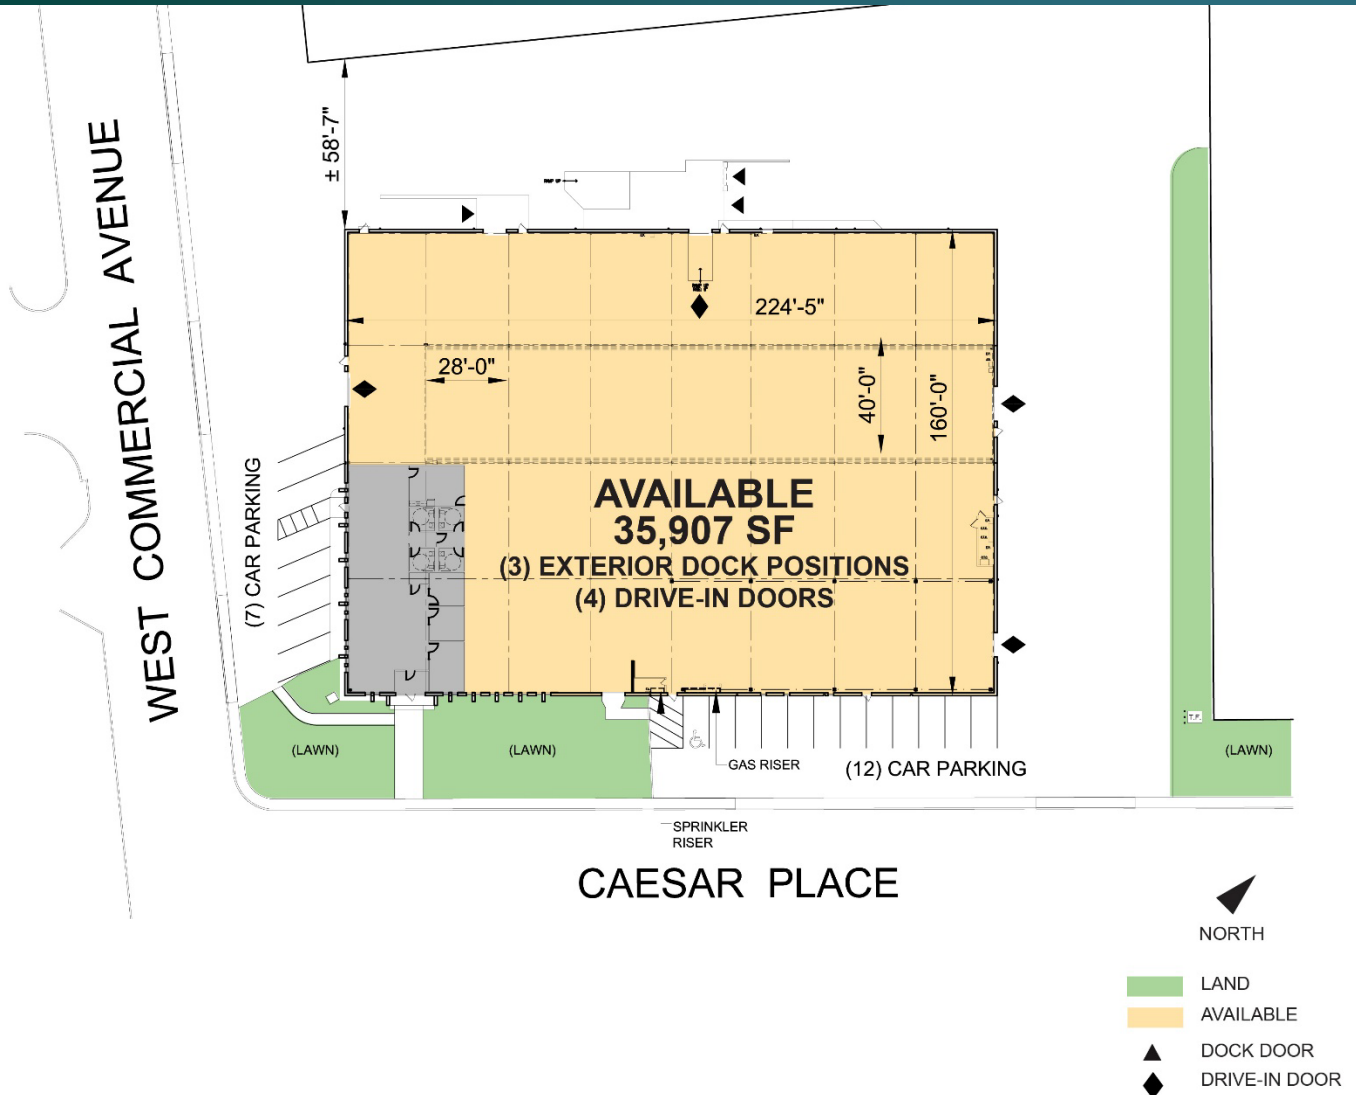 ± 58'-7"
WEST COMMERCIAL AVENUE
224'-5"
28'-0"
40'-0"
160'-0"
(7) CAR PARKING
AVAILABLE
35,907 SF
(3) EXTERIOR DOCK POSITIONS
(4) DRIVE-IN DOORS
T.F.
(LAWN)
(LAWN)
(LAWN)
GAS RISER
(12) CAR PARKING
SPRINKLER
RISER
CAESAR PLACE
NORTH
LAND
AVAILABLE
DOCK DOOR
DRIVE-IN DOOR